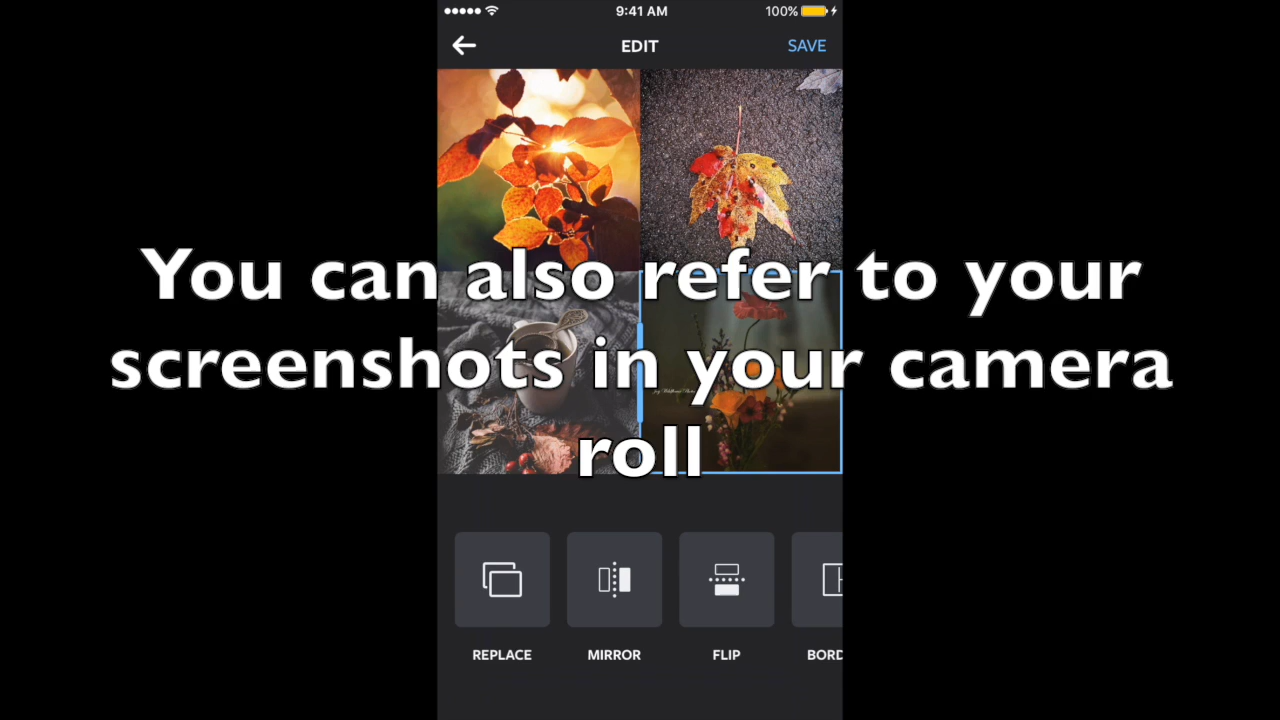 9:41 AM 100%
EDIT SAVE
You can also refer to your
screenshots in your camera
roll
REPLACE MIRROR FLIP BORD